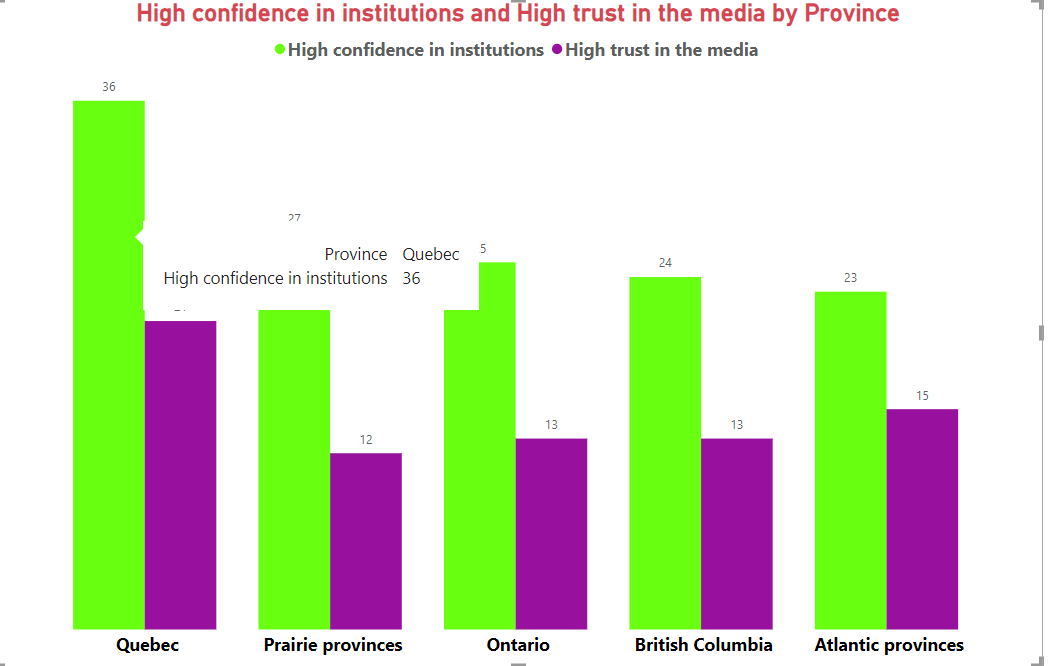 High confidence in institutions and High trust in the media by Province
High confidence in institutions High trust in the media
36
27
Province Quebec
5
High confidence in institutions 36
24
23
15
13
13
12
Quebec Prairie provinces Ontario British Columbia Atlantic provinces